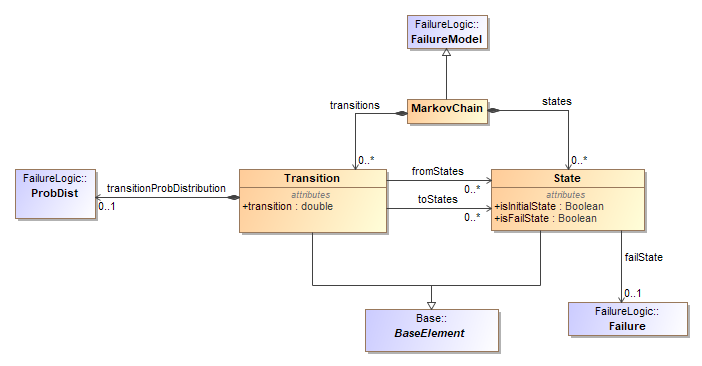 FailureLogic::
FailureModel
MarkovChain
transitions
states
0..*
0..*
FailureLogic::
ProbDist
transitionProbDistribution
0..1
Transition
attributes
+transition : double
fromStates
0..*
toStates
0..*
State
attributes
+isInitialState : Boolean
+isFailState : Boolean
failState
0..1
Base::
BaseElement
FailureLogic::
Failure